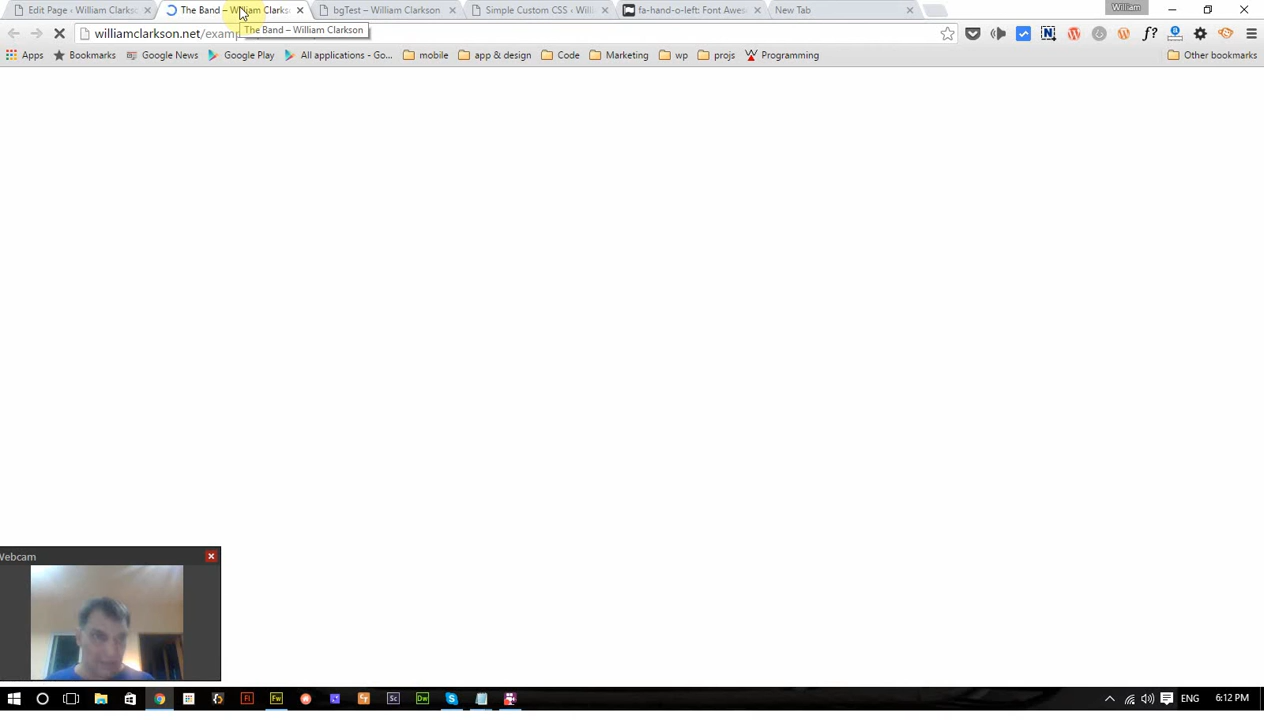 Edit Page ‹ William Clarkso
The Band – William Clarks
bgTest – William Clarkson
Simple Custom CSS ‹ Willi
fa-hand-o-left: Font Awes
New Tab
William
williamclarkson.net/examp
The Band – William Clarkson
Apps
Bookmarks
Google News
Google Play
All applications - Go...
mobile
app & design
Code
Marketing
wp
projs
Programming
Other bookmarks
Webcam
ENG
6:12 PM